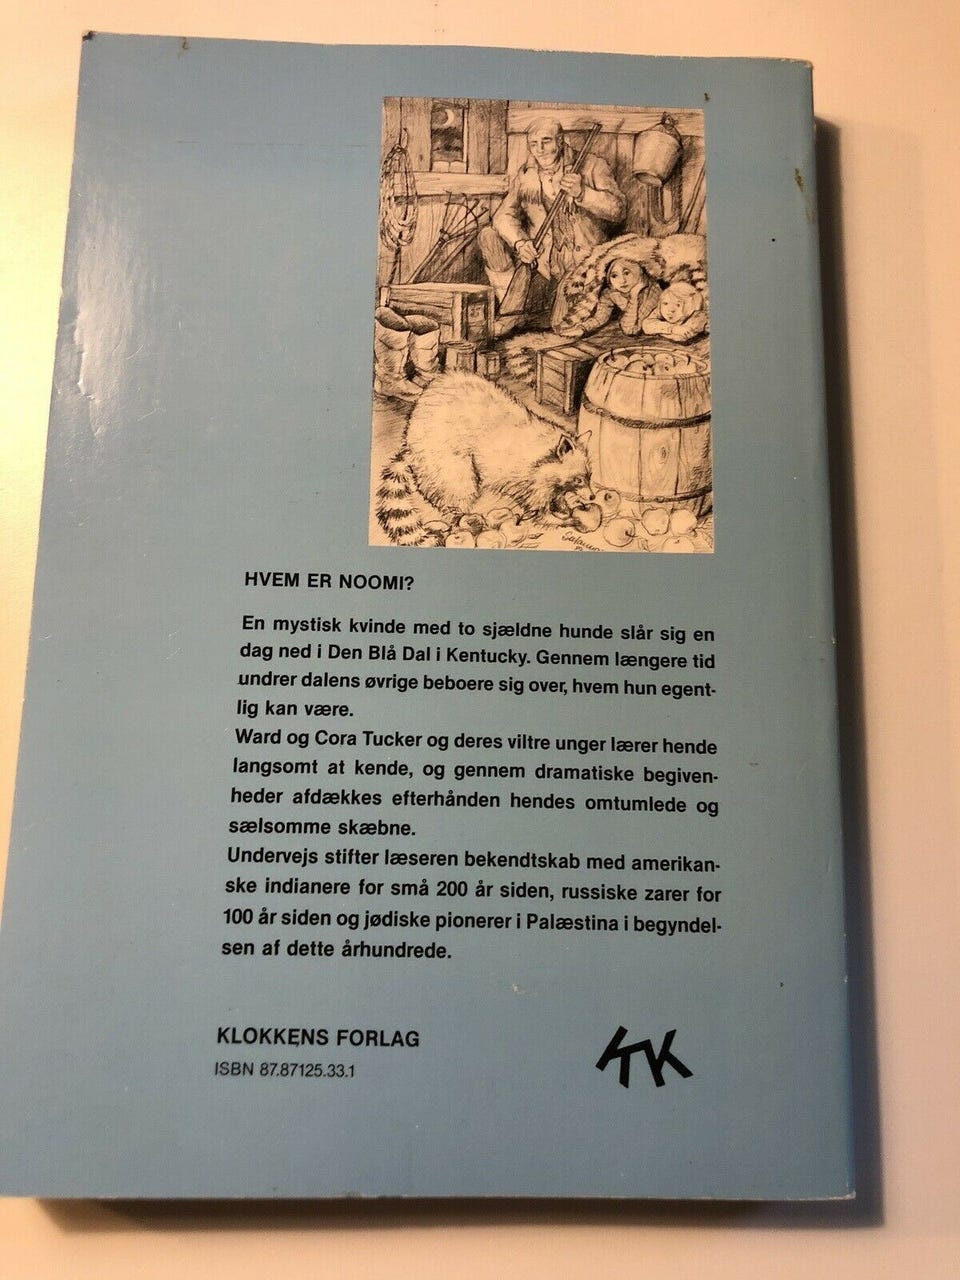 HVEM ER NOOMI?
En mystisk kvinde med to sjældne hunde slår sig en
dag ned i Den Blå Dal i Kentucky. Gennem længere tid
undrer dalens øvrige beboere sig over, hvem hun egent-
lig kan være.
Ward og Cora Tucker og deres viltre unger lærer hende
langsomt at kende, og gennem dramatiske begiven-
heder afdækkes efterhånden hendes omtumlede og
sælsomme skæbne.
Undervejs stifter læseren bekendtskab med amerikan-
ske indianere for små 200 år siden, russiske zarer for
100 år siden og jødiske pionerer i Palæstina i begyndel-
sen af dette århundrede.
KLOKKENS FORLAG
ISBN 87.87125.33.1
KK